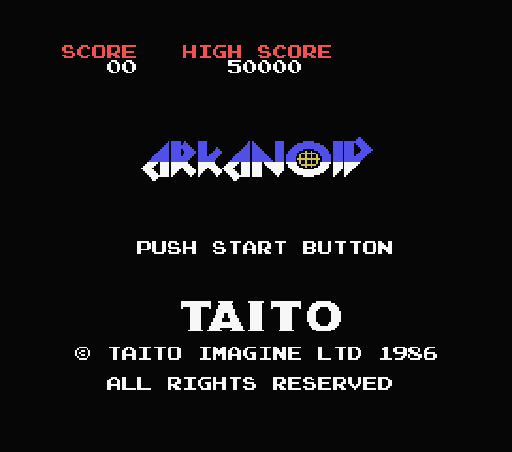 SCORE HIGH SCORE
00 50000
ARKANOID
PUSH START BUTTON
TAITO
© TAITO IMAGINE LTD 1986
ALL RIGHTS RESERVED